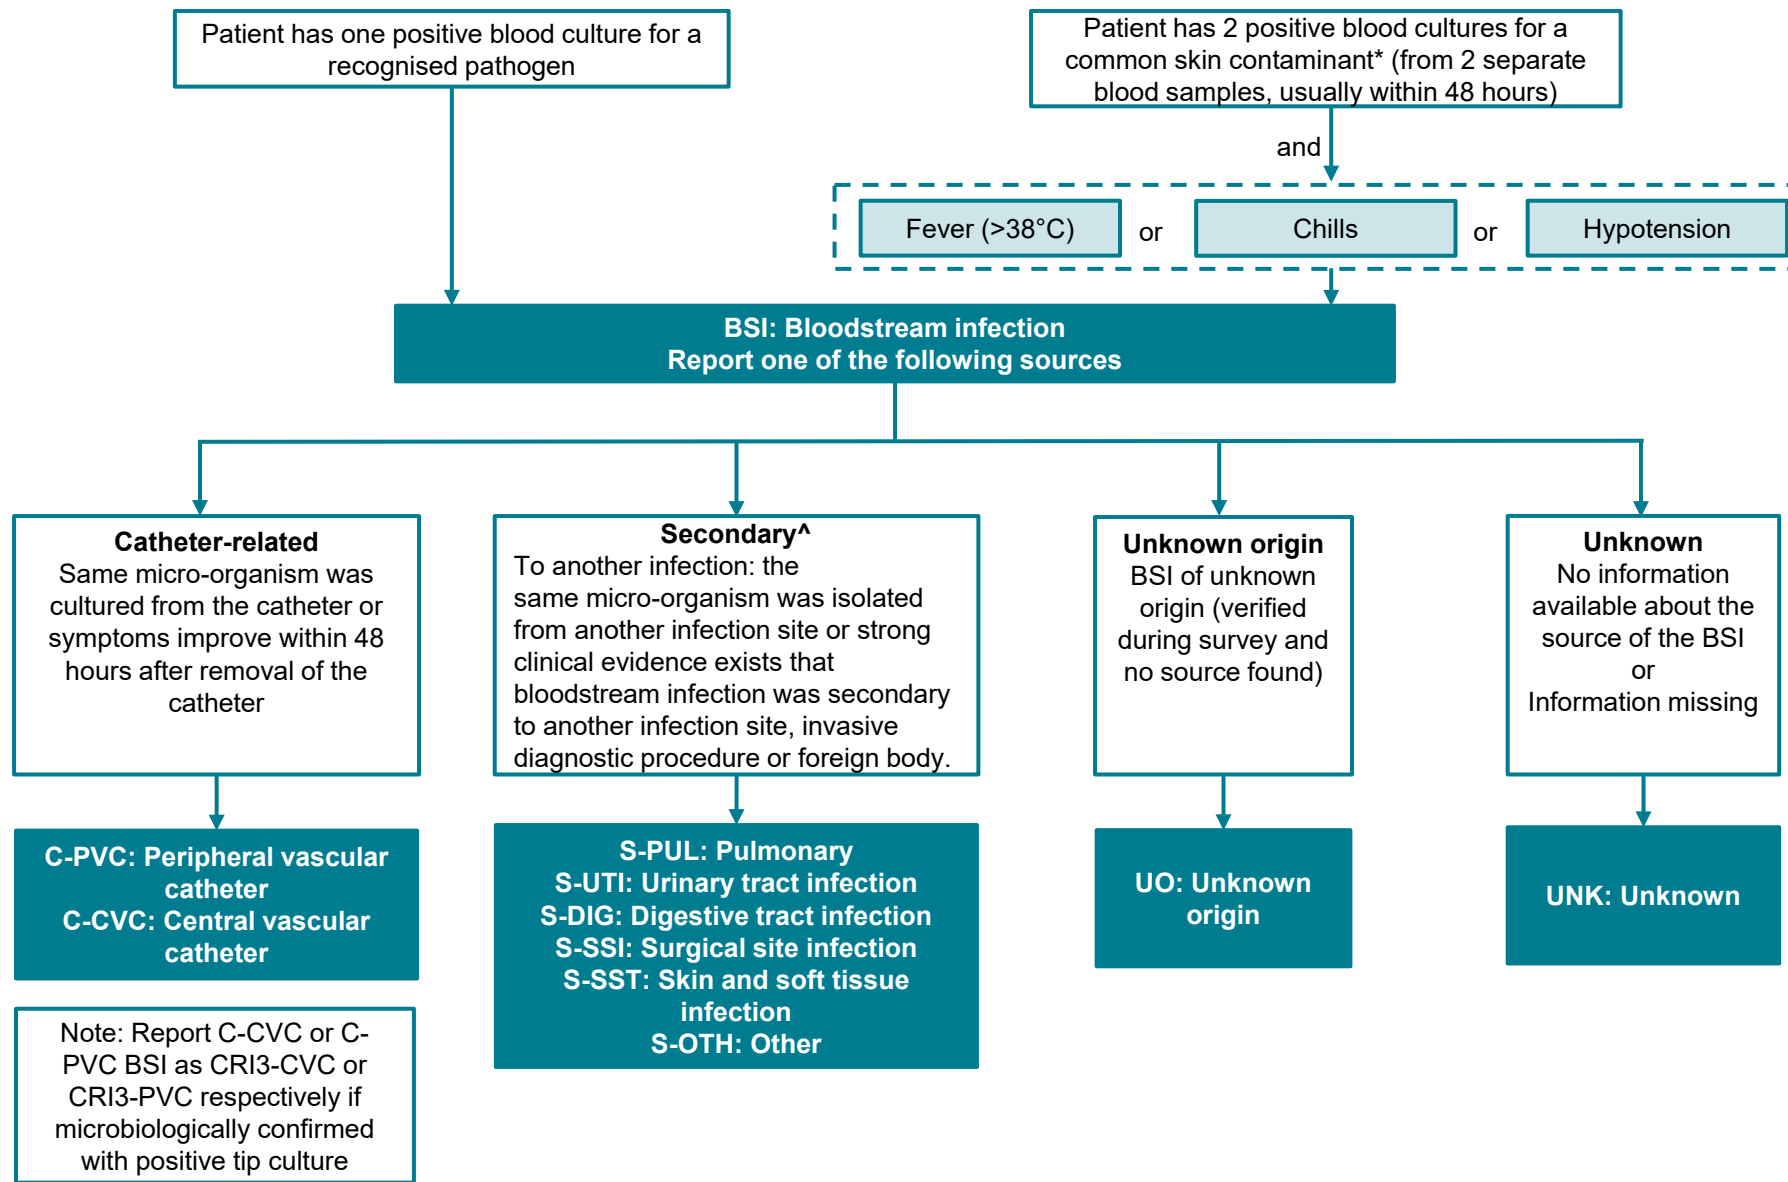 Patient has one positive blood culture for a
recognised pathogen
Patient has 2 positive blood cultures for a
common skin contaminant* (from 2 separate
blood samples, usually within 48 hours)
and
Fever (>38°C)
or
Chills
or
Hypotension
BSI: Bloodstream infection
Report one of the following sources
Catheter-related
Same micro-organism was
cultured from the catheter or
symptoms improve within 48
hours after removal of the
catheter
Secondary^
To another infection: the
same micro-organism was isolated
from another infection site or strong
clinical evidence exists that
bloodstream infection was secondary
to another infection site, invasive
diagnostic procedure or foreign body.
Unknown origin
BSI of unknown
origin (verified
during survey and
no source found)
Unknown
No information
available about the
source of the BSI
or
Information missing
C-PVC: Peripheral vascular
catheter
C-CVC: Central vascular
catheter
S-PUL: Pulmonary
S-UTI: Urinary tract infection
S-DIG: Digestive tract infection
S-SSI: Surgical site infection
S-SST: Skin and soft tissue
infection
S-OTH: Other
UO: Unknown
origin
UNK: Unknown
Note: Report C-CVC or C-
PVC BSI as CRI3-CVC or
CRI3-PVC respectively if
microbiologically confirmed
with positive tip culture